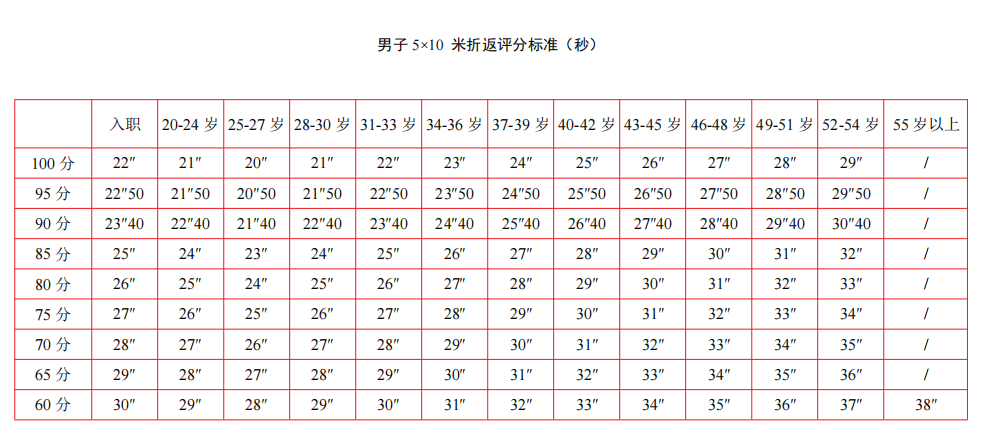 男子 5×10 米折返评分标准（秒）
入职 20-24 岁 25-27 岁 28-30 岁 31-33 岁 34-36 岁 37-39 岁 40-42 岁 43-45 岁 46-48 岁 49-51 岁 52-54 岁 55 岁以上
100 分 22″ 21″ 20″ 21″ 22″ 23″ 24″ 25″ 26″ 27″ 28″ 29″ /
95 分 22″50 21″50 20″50 21″50 22″50 23″50 24″50 25″50 26″50 27″50 28″50 29″50 /
90 分 23″40 22″40 21″40 22″40 23″40 24″40 25″40 26″40 27″40 28″40 29″40 30″40 /
85 分 25″ 24″ 23″ 24″ 25″ 26″ 27″ 28″ 29″ 30″ 31″ 32″ /
80 分 26″ 25″ 24″ 25″ 26″ 27″ 28″ 29″ 30″ 31″ 32″ 33″ /
75 分 27″ 26″ 25″ 26″ 27″ 28″ 29″ 30″ 31″ 32″ 33″ 34″ /
70 分 28″ 27″ 26″ 27″ 28″ 29″ 30″ 31″ 32″ 33″ 34″ 35″ /
65 分 29″ 28″ 27″ 28″ 29″ 30″ 31″ 32″ 33″ 34″ 35″ 36″ /
60 分 30″ 29″ 28″ 29″ 30″ 31″ 32″ 33″ 34″ 35″ 36″ 37″ 38″